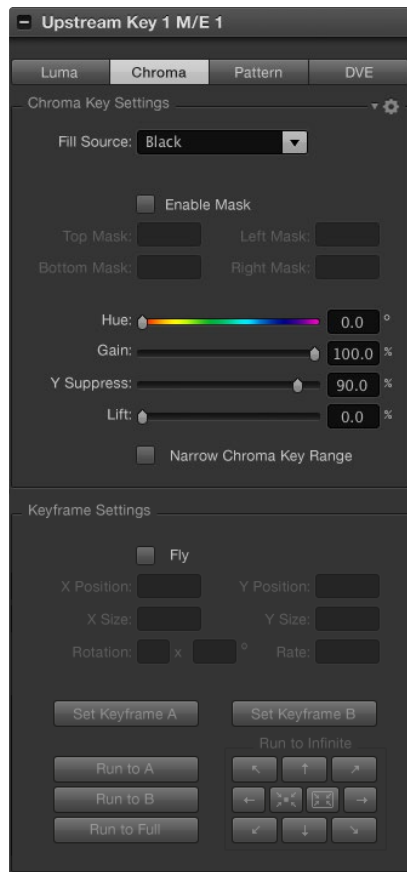 Upstream Key 1 M/E 1
Luma Chroma Pattern DVE
Chroma Key Settings
Fill Source: Black
Enable Mask
Top Mask: Left Mask:
Bottom Mask: Right Mask:
Hue: 0.0 °
Gain: 100.0 %
Y Suppress: 90.0 %
Lift: 0.0 %
Narrow Chroma Key Range
Keyframe Settings
Fly
X Position: Y Position:
X Size: Y Size:
Rotation: x ° Rate:
Set Keyframe A Set Keyframe B
Run to Infinite
Run to A
Run to B
Run to Full